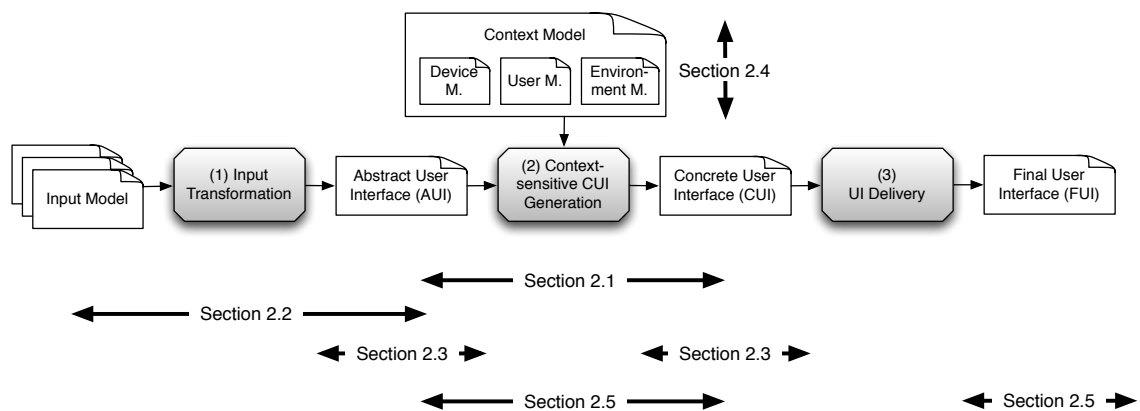 Context Model
Device
M.
User M.
Environ-
ment M.
Section 2.4
Input Model
(1) Input
Transformation
Abstract User
Interface (AUI)
(2) Context-
sensitive CUI
Generation
Concrete User
Interface (CUI)
(3)
UI Delivery
Final User
Interface (FUI)
Section 2.1
Section 2.2
Section 2.3
Section 2.3
Section 2.5
Section 2.5